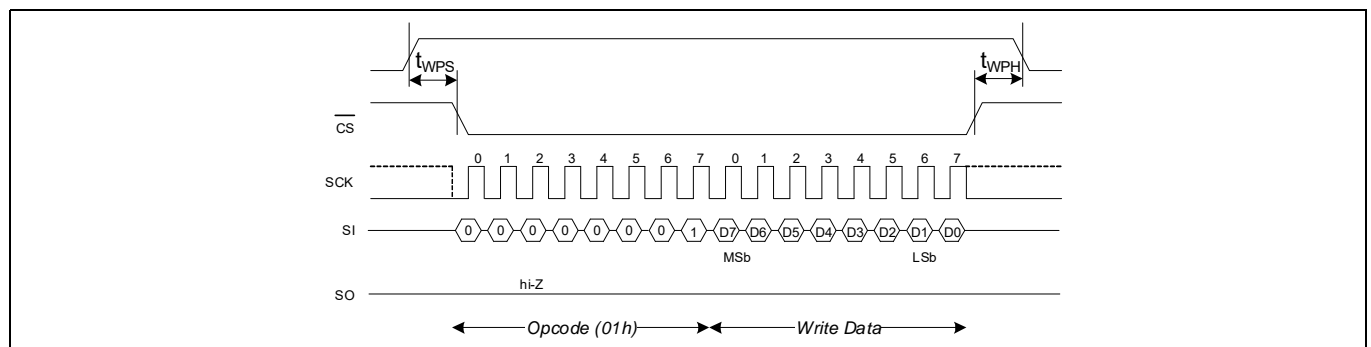 tWPS
tWPH
CS
0 1 2 3 4 5 6 7 0 1 2 3 4 5 6 7
SCK
SI
0 0 0 0 0 0 0 1 D7 D6 D5 D4 D3 D2 D1 D0
MSb LSb
hi-Z
SO
Opcode (01h) Write Data